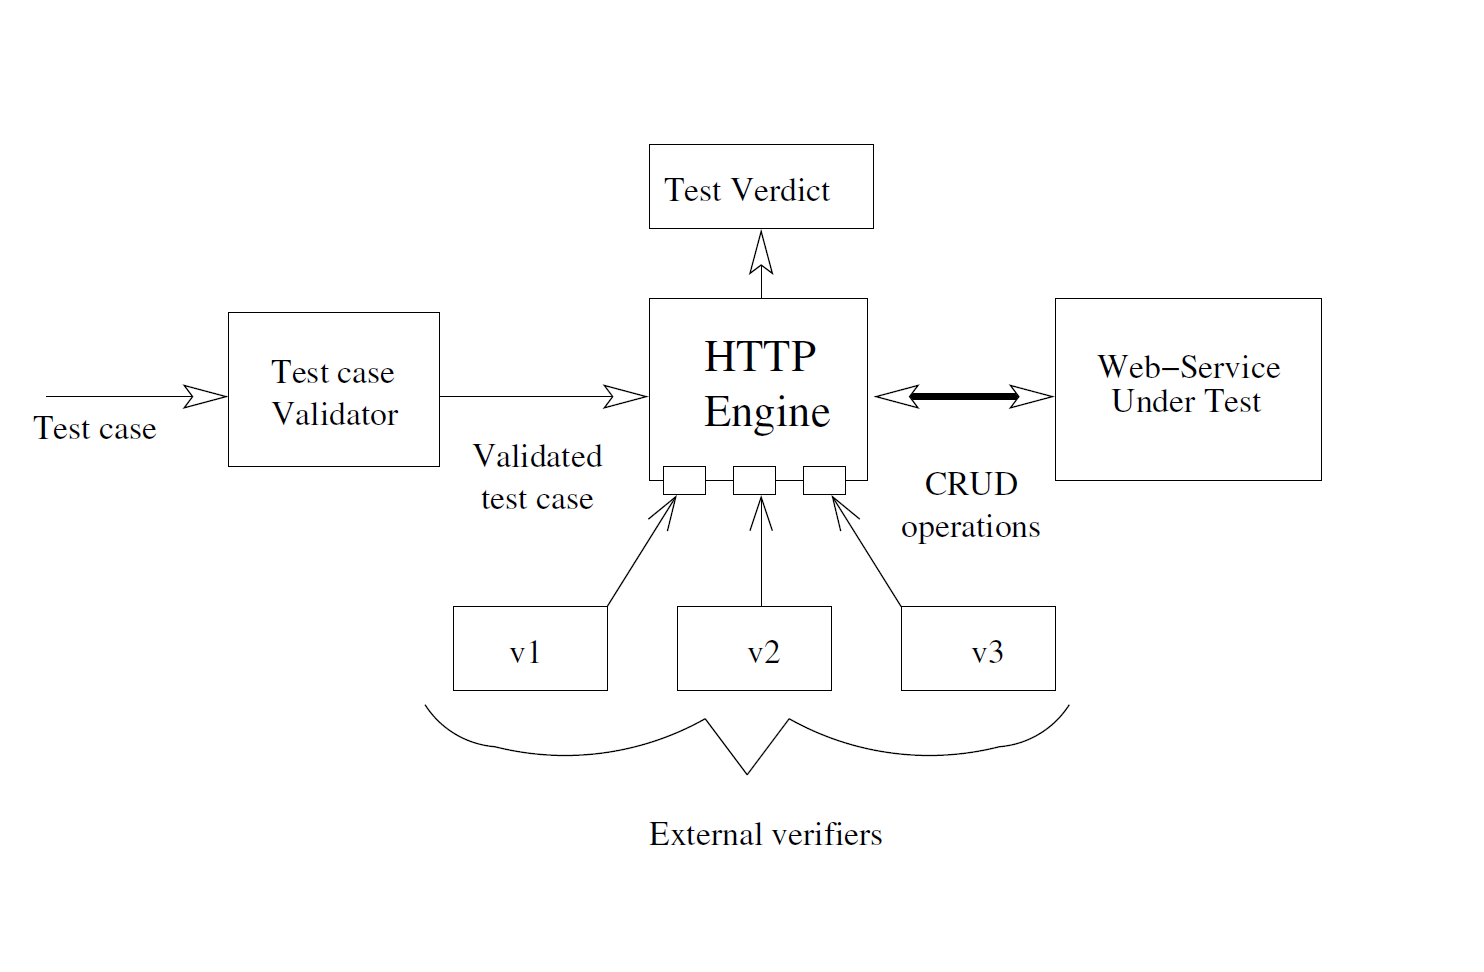 Test Verdict
HTTP
Engine
Test case
Validator
Web−Service
Under Test
Test case
Validated
test case
CRUD
operations
v1
v2
v3
External verifiers